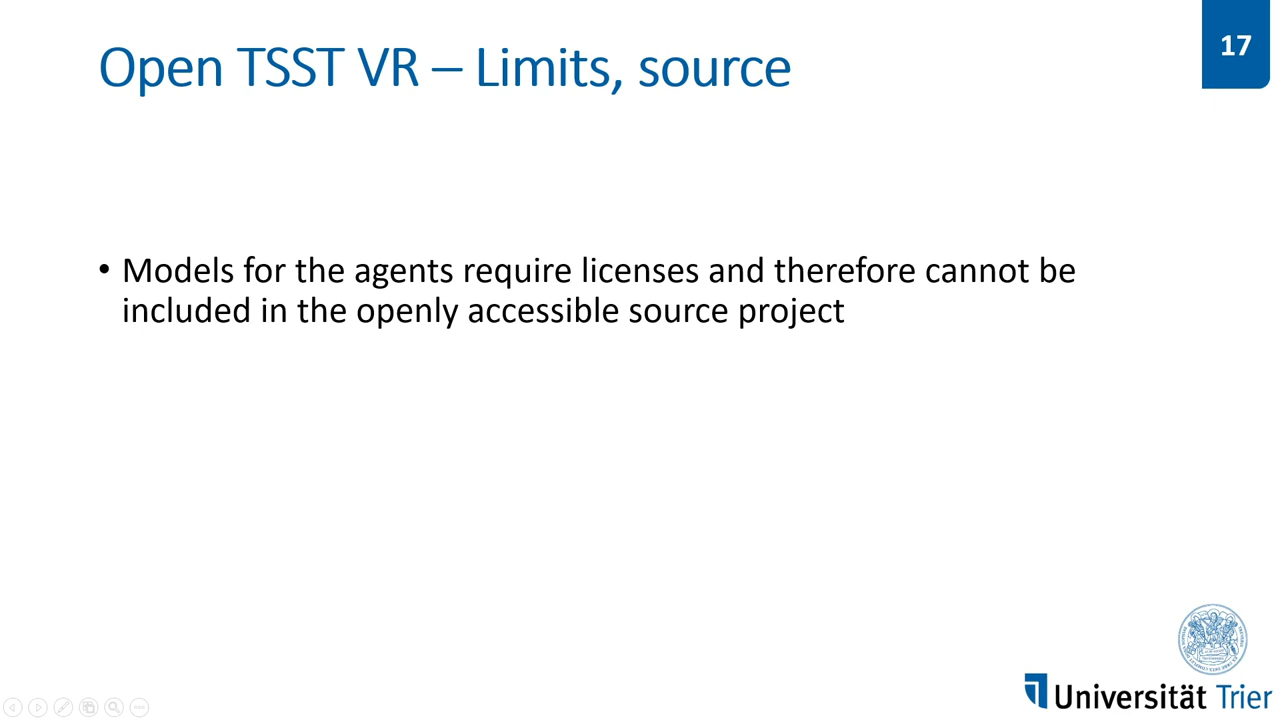 Open TSST VR – Limits, source
17
• Models for the agents require licenses and therefore cannot be
included in the openly accessible source project
Universität Trier